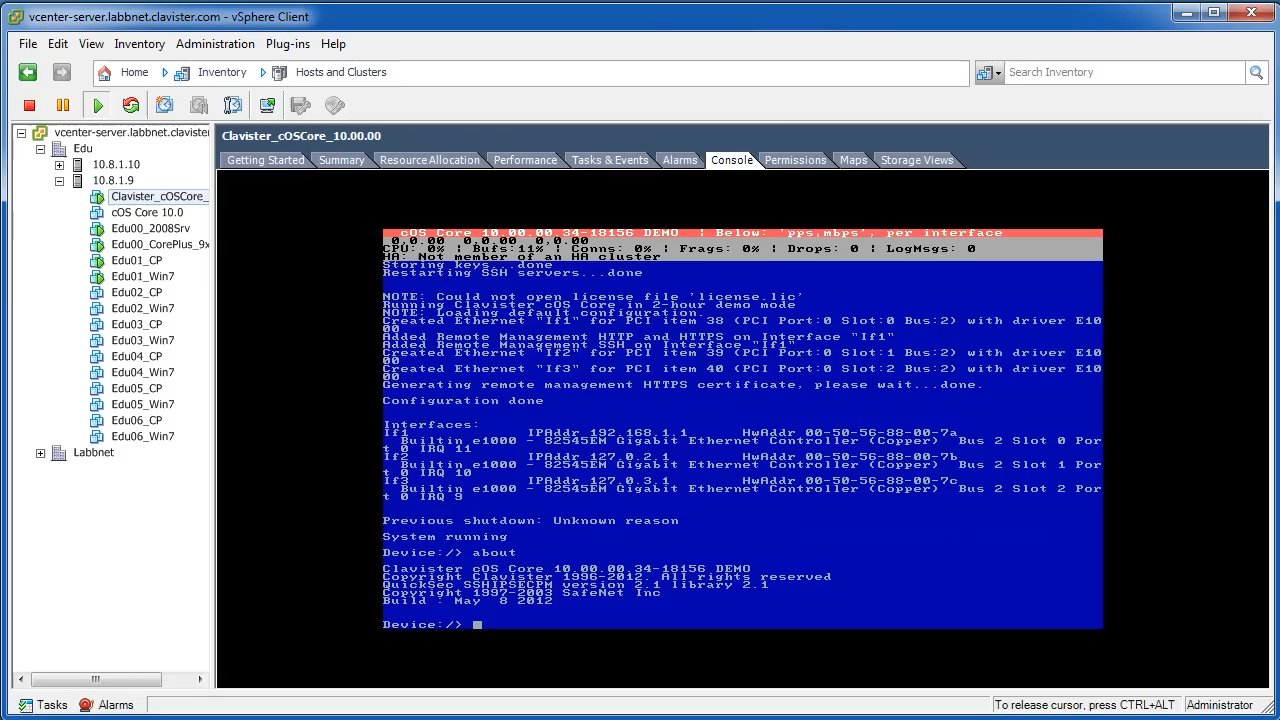 vcenter-server.labbnet.clavister.com - vSphere Client
File Edit View Inventory Administration Plug-ins Help
Home Inventory Hosts and Clusters
Search Inventory
vcenter-server.labbnet.claviste
Edu
10.8.1.10
10.8.1.9
Clavister_cOSCore_
cOS Core 10.0
Edu00_2008Srv
Edu00_CorePlus_9x
Edu01_CP
Edu01_Win7
Edu02_CP
Edu02_Win7
Edu03_CP
Edu03_Win7
Edu04_CP
Edu04_Win7
Edu05_CP
Edu05_Win7
Edu06_CP
Edu06_Win7
Labbnet
Clavister_cOSCore_10.00.00
Getting Started Summary Resource Allocation Performance Tasks & Events Alarms Console Permissions Maps Storage Views
cOS Core 10.00.00.34-18156 DEMO | Below: 'pps,mbps', per interface
0,0.00 0,0.00 0,0.00
CPU: 0% | Bufs:11% | Conns: 0% | Frags: 0% | Drops: 0 | LogMsgs: 0
HA: Not member of an HA cluster
Storing keys...done
Restarting SSH servers...done
NOTE: Could not open license file 'license.lic'
Running Clavister cOS Core in 2-hour demo mode
NOTE: Loading default configuration.
Created Ethernet "If1" for PCI item 38 (PCI Port:0 Slot:0 Bus:2) with driver E10
00
Added Remote Management HTTP and HTTPS on Interface "If1"
Added Remote Management SSH on Interface "If1"
Created Ethernet "If2" for PCI item 39 (PCI Port:0 Slot:1 Bus:2) with driver E10
00
Created Ethernet "If3" for PCI item 40 (PCI Port:0 Slot:2 Bus:2) with driver E10
00
Generating remote management HTTPS certificate, please wait...done.
Configuration done
Interfaces:
If1 IPAddr 192.168.1.1 HwAddr 00-50-56-88-00-7a
Builtin e1000 - 82545EM Gigabit Ethernet Controller (Copper) Bus 2 Slot 0 Por
t 0 IRQ 11
If2 IPAddr 127.0.2.1 HwAddr 00-50-56-88-00-7b
Builtin e1000 - 82545EM Gigabit Ethernet Controller (Copper) Bus 2 Slot 1 Por
t 0 IRQ 10
If3 IPAddr 127.0.3.1 HwAddr 00-50-56-88-00-7c
Builtin e1000 - 82545EM Gigabit Ethernet Controller (Copper) Bus 2 Slot 2 Por
t 0 IRQ 9
Previous shutdown: Unknown reason
System running
Device:/> about
Clavister cOS Core 10.00.00.34-18156 DEMO
Copyright Clavister 1996-2012. All rights reserved
QuickSec SSHIPSECPM version 2.1 library 2.1
Copyright 1997-2003 SafeNet Inc
Build : May 8 2012
Device:/>
Tasks Alarms
To release cursor, press CTRL+ALT
Administrator